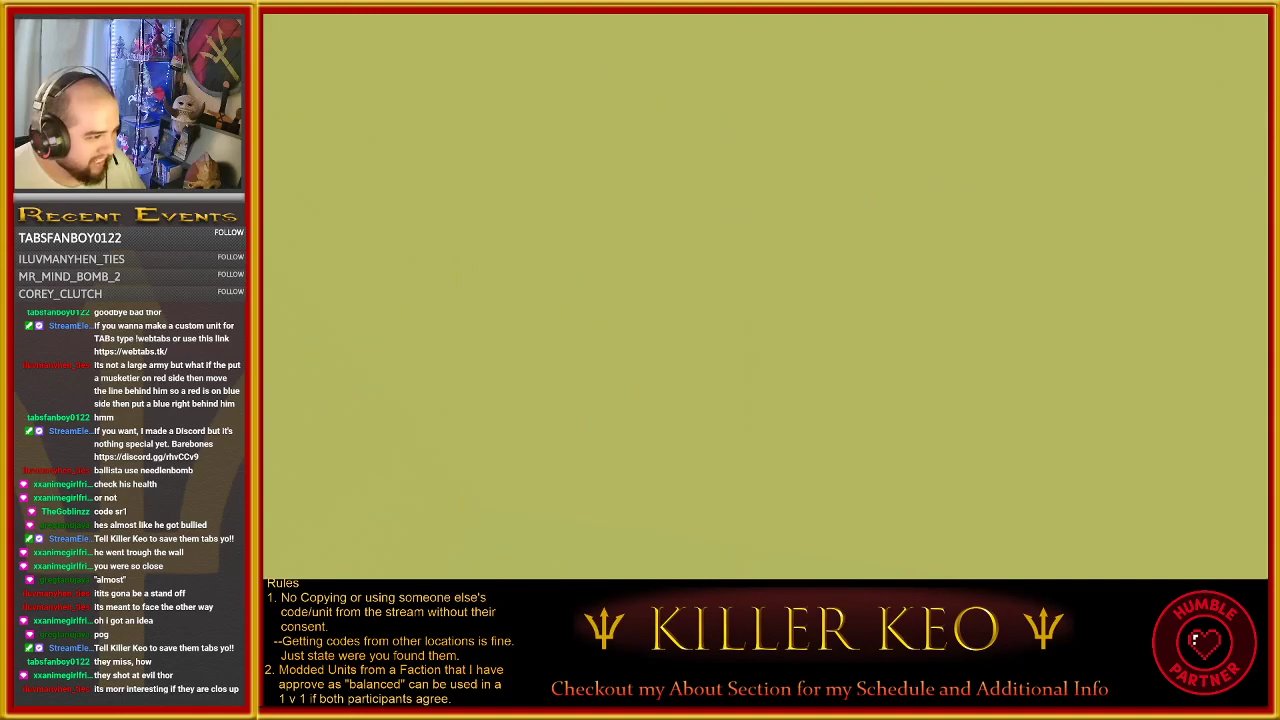 Recent Events
TABSFANBOY0122 FOLLOW
ILUVMANYHEN_TIES FOLLOW
MR_MIND_BOMB_2 FOLLOW
COREY_CLUTCH FOLLOW
tabsfanboy0122 goodbye bad thor
StreamEle... If you wanna make a custom unit for
TABs type !webtabs or use this link
https://webtabs.tk/
iluvmanyhen_ties its not a large army but what if the put
a musketier on red side then move
the line behind him so a red is on blue
side then put a blue right behind him
tabsfanboy0122 hmm
StreamEle... If you want, I made a Discord but it's
nothing special yet. Barebones
https://discord.gg/rhvCCv9
iluvmanyhen_ties ballista use needlenbomb
xxanimegirlfri... check his health
xxanimegirlfri... or not
TheGoblinzz code sr1
hes almost like he got bullied
StreamEle... Tell Killer Keo to save them tabs yo!!
xxanimegirlfri... he went trough the wall
xxanimegirlfri... you were so close
"almost"
iluvmanyhen_ties itits gona be a stand off
iluvmanyhen_ties its meant to face the other way
xxanimegirlfri... oh i got an idea
pog
StreamEle... Tell Killer Keo to save them tabs yo!!
tabsfanboy0122 they miss, how
xxanimegirlfri... they shot at evil thor
iluvmanyhen_ties its morr interesting if they are clos up
Rules
1. No Copying or using someone else's
code/unit from the stream without their
consent.
--Getting codes from other locations is fine.
Just state were you found them.
2. Modded Units from a Faction that I have
approve as "balanced" can be used in a
1 v 1 if both participants agree.
KILLER KEO
Checkout my About Section for my Schedule and Additional Info
HUMBLE
PARTNER